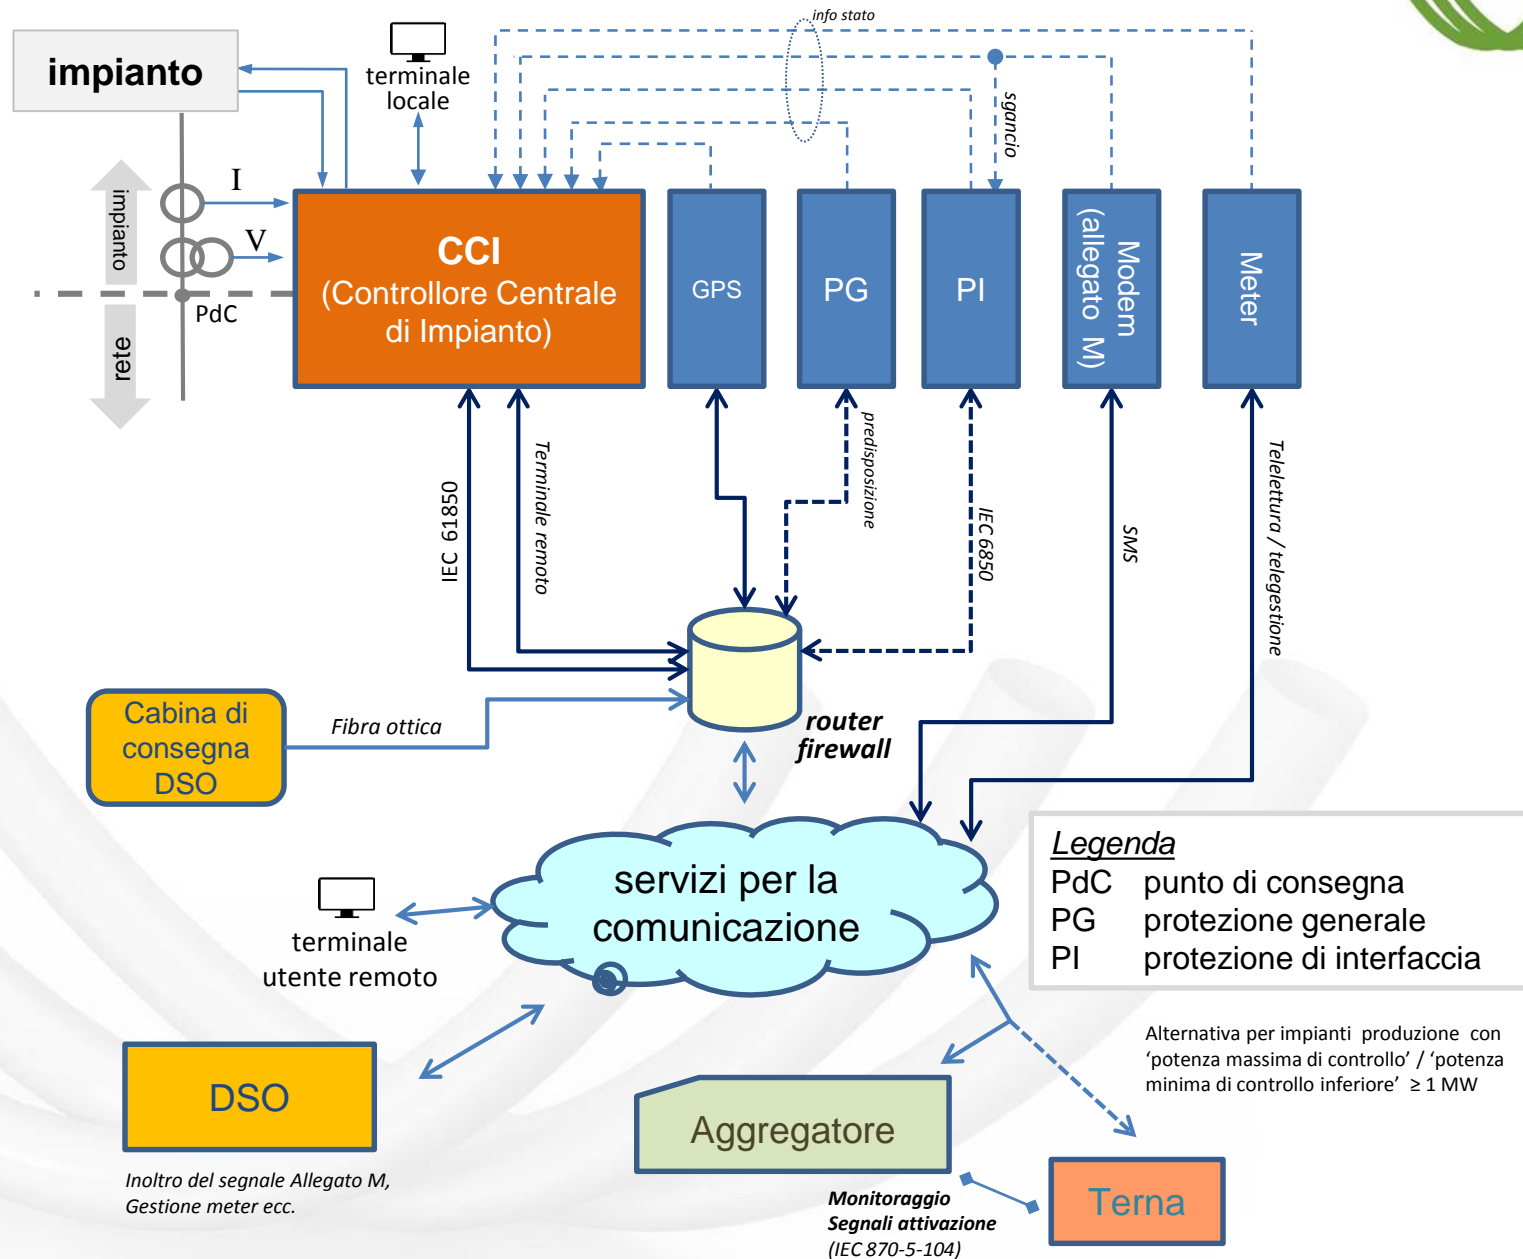 info stato
impianto
terminale
locale
sgancio
I
V
impianto
PdC
rete
CCI
(Controllore Centrale
di Impianto)
GPS
PG
PI
Modem
(allegato M)
Meter
IEC 61850
Terminale remoto
predisposizione
IEC 6850
SMS
Telelettura / telegestione
Cabina di
consegna
DSO
Fibra ottica
router
firewall
servizi per la
comunicazione
terminale
utente remoto
Legenda
PdC punto di consegna
PG protezione generale
PI protezione di interfaccia
Alternativa per impianti produzione con
‘potenza massima di controllo’ / ‘potenza
minima di controllo inferiore’ ≥ 1 MW
DSO
Inoltro del segnale Allegato M,
Gestione meter ecc.
Aggregatore
Terna
Monitoraggio
Segnali attivazione
(IEC 870-5-104)